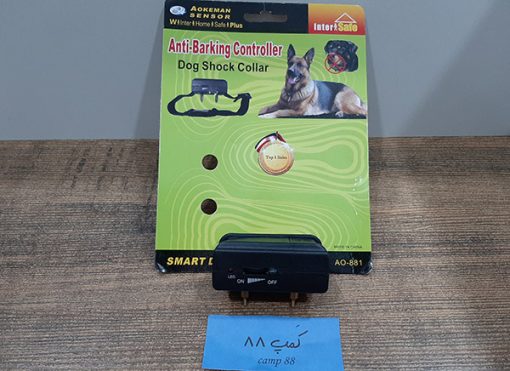 AOKEMAN
SENSOR
Winter Home Safe Plus
Inter Safe
Anti-Barking Controller
Dog Shock Collar
Top 1 Sales
MADE IN CHINA
SMART D
AO-881
LED
ON OFF
کمپ ۸۸
camp 88